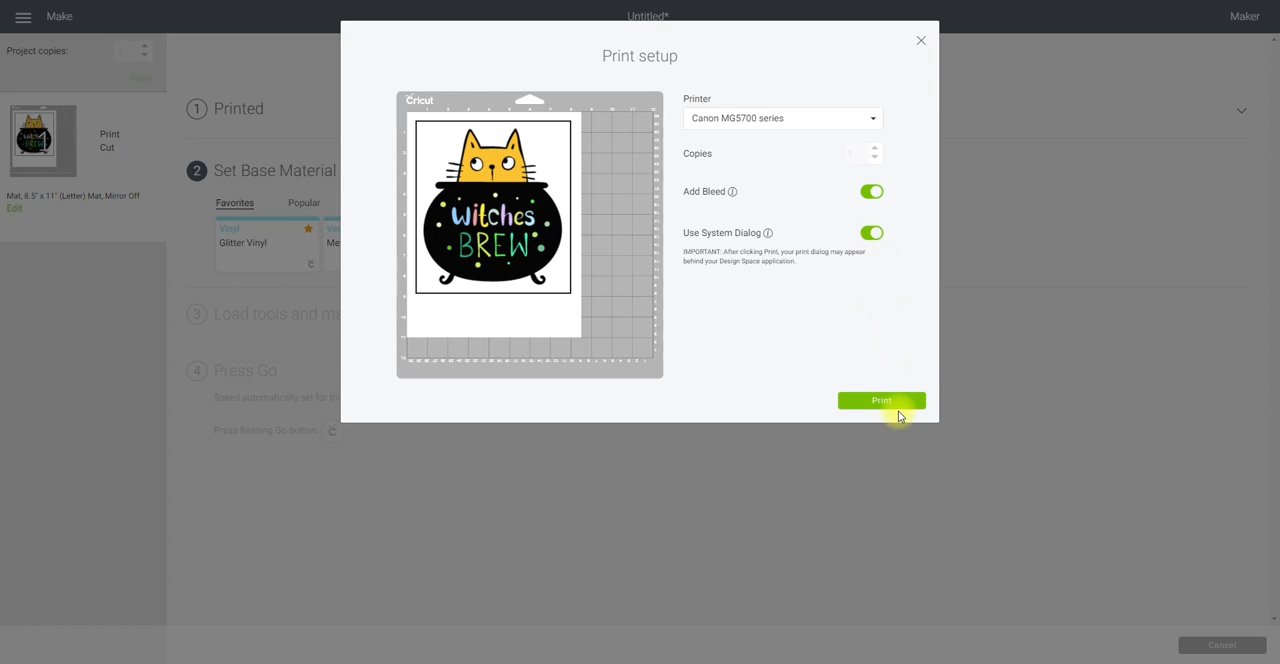 Make
Untitled*
Maker
Project copies:
Apply
Print
Cut
Mat, 8.5" x 11" (Letter) Mat, Mirror Off
Edit
1 Printed
2 Set Base Material
Favorites
Popular
Vinyl
Glitter Vinyl
3 Load tools and ma
4 Press Go
Speed automatically set for the
Press flashing Go button.
Print setup
Cricut
witches
BREW
Printer
Canon MG5700 series
Copies
1
Add Bleed
Use System Dialog
IMPORTANT: After clicking Print, your print dialog may appear
behind your Design Space application.
Print
Cancel